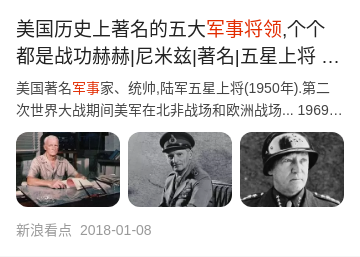 美国历史上著名的五大军事将领,个个
都是战功赫赫|尼米兹|著名|五星上将 ...
美国著名军事家、统帅,陆军五星上将(1950年).第二
次世界大战期间美军在北非战场和欧洲战场... 1969...
新浪看点 2018-01-08